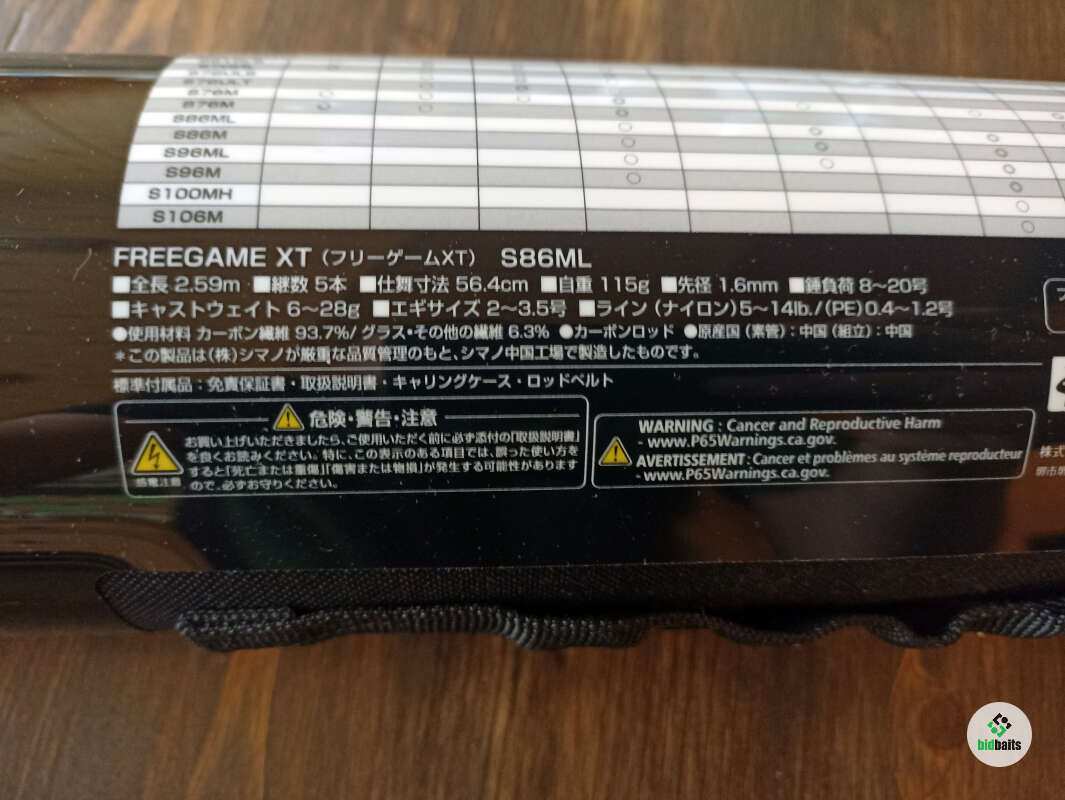 S76ULT
S76M
S76M
S86ML
S86M
S96ML
S96M
S100MH
S106M
FREEGAME XT (フリーゲームXT) S86ML
■全長 2.59m ■継数 5本 ■仕舞寸法 56.4cm ■自重 115g ■先径 1.6mm ■錘負荷 8~20号
■キャストウェイト 6~28g ■エギサイズ 2~3.5号 ■ライン (ナイロン) 5~14lb./(PE) 0.4~1.2号
●使用材料 カーボン繊維 93.7%/ グラス・その他の繊維 6.3% ●カーボンロッド ●原産国 (素管) : 中国 (組立) : 中国
*この製品は(株)シマノが厳重な品質管理のもと、シマノ中国工場で製造したものです。
標準付属品 : 免責保証書・取扱説明書・キャリングケース・ロッドベルト
危険・警告・注意
お買い上げいただきましたら、ご使用いただく前に必ず添付の「取扱説明書」
を良くお読みください。特に、この表示のある項目では、誤った使い方を
すると「死亡または重傷」「傷害または物損」が発生する可能性があります
ので、必ずお守りください。
感電注意
WARNING : Cancer and Reproductive Harm
- www.P65Warnings.ca.gov.
AVERTISSEMENT : Cancer et problèmes au système reproducteur
- www.P65Warnings.ca.gov.
株式
堺市堺
bidbaits